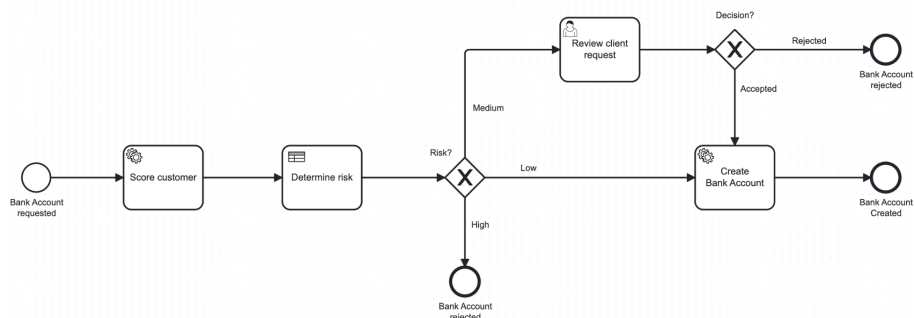 Decision?
Review client
request
Rejected
Bank Account
rejected
Medium
Accepted
Risk?
Score customer
Determine risk
Low
Create
Bank Account
Bank Account
requested
Bank Account
Created
High
Bank Account
rejected